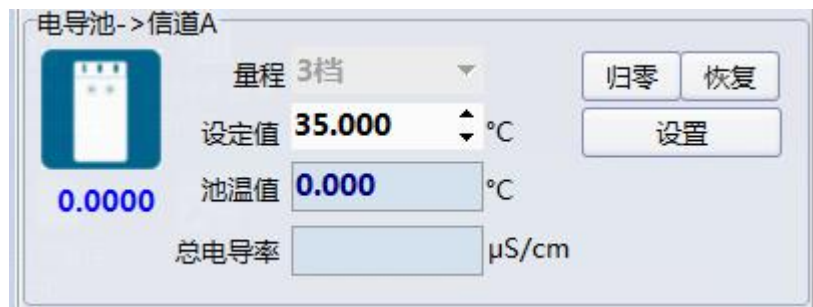 电导池->信道A
量程 3档 归零 恢复
设定值 35.000 °C 设置
0.0000 池温值 0.000 °C
总电导率 μS/cm